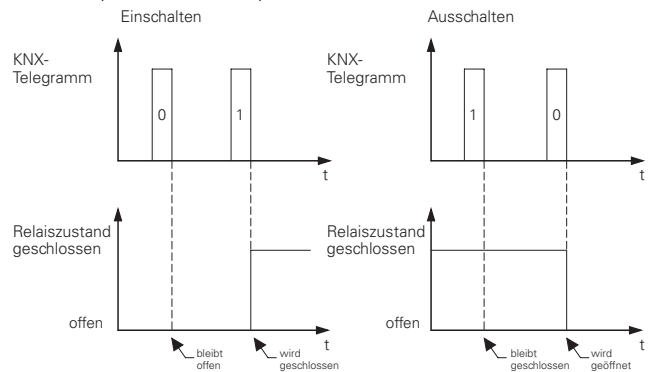 Einschalten
KNX-
Telegramm
0
1
t
Relaiszustand
geschlossen
offen
t
bleibt
offen
wird
geschlossen
Ausschalten
KNX-
Telegramm
1
0
t
Relaiszustand
geschlossen
offen
t
bleibt
geschlossen
wird
geöffnet